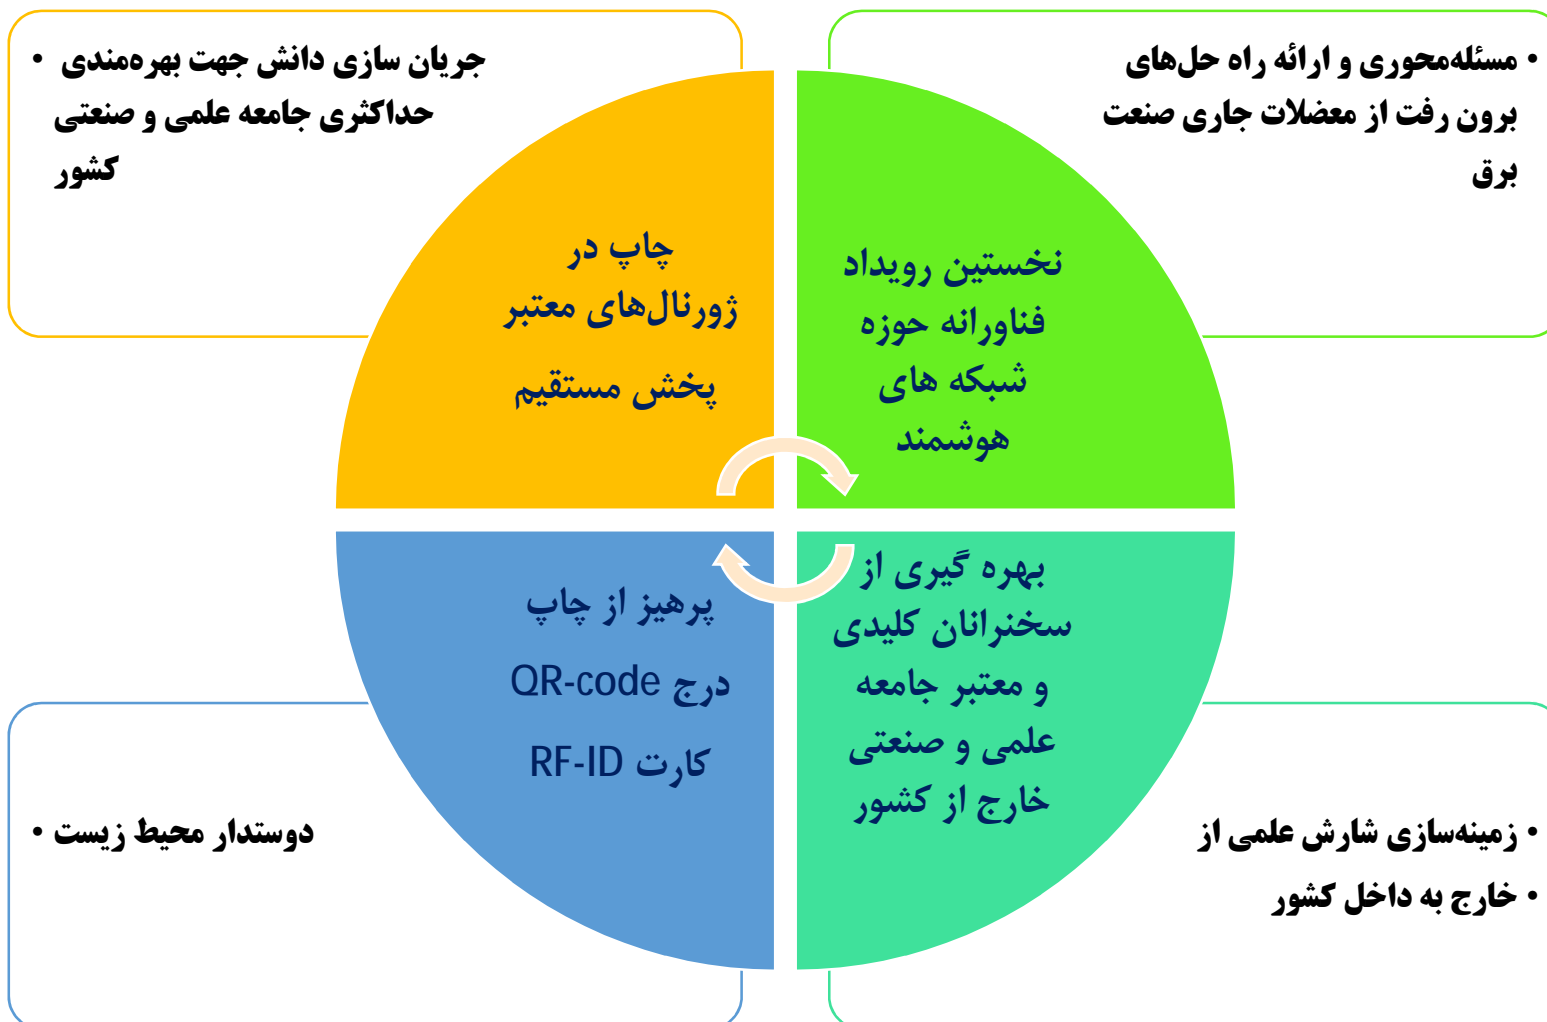 • مسئله‌محوری و ارائه راه حل‌های
برون رفت از معضلات جاری صنعت
برق
نخستین رویداد
فناورانه حوزه
شبکه های
هوشمند
• جریان سازی دانش جهت بهره‌مندی
حداکثری جامعه علمی و صنعتی
کشور
چاپ در
ژورنال‌های معتبر
پخش مستقیم
بهره گیری از
سخنرانان کلیدی
و معتبر جامعه
علمی و صنعتی
خارج از کشور
• زمینه‌سازی شارش علمی از
• خارج به داخل کشور
پرهیز از چاپ
درج QR-code
کارت RF-ID
دوستدار محیط زیست •